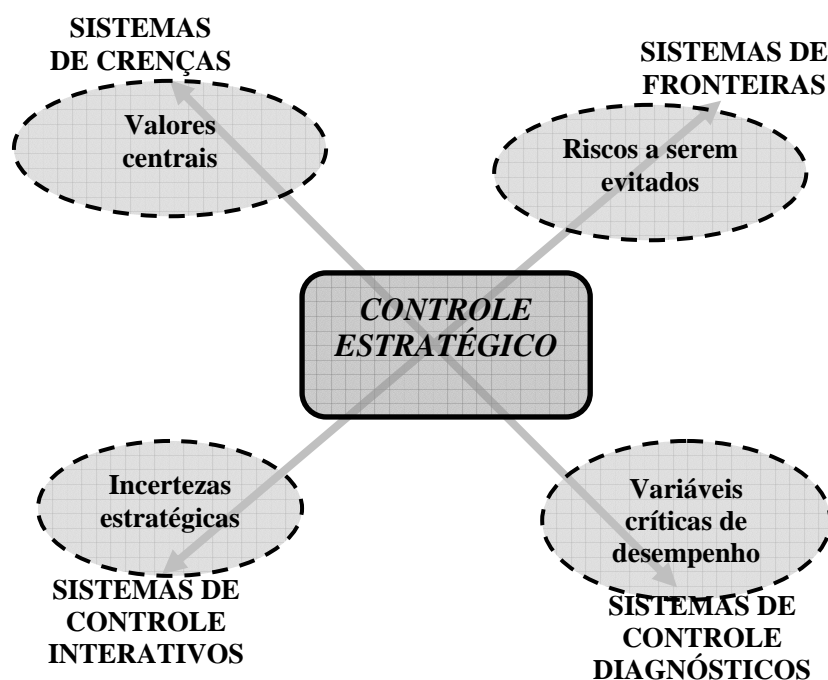 SISTEMAS
DE CRENÇAS
Valores
centrais
SISTEMAS DE
FRONTEIRAS
Riscos a serem
evitados
CONTROLE
ESTRATÉGICO
Incertezas
estratégicas
SISTEMAS DE
CONTROLE
INTERATIVOS
Variáveis
críticas de
desempenho
SISTEMAS DE
CONTROLE
DIAGNÓSTICOS